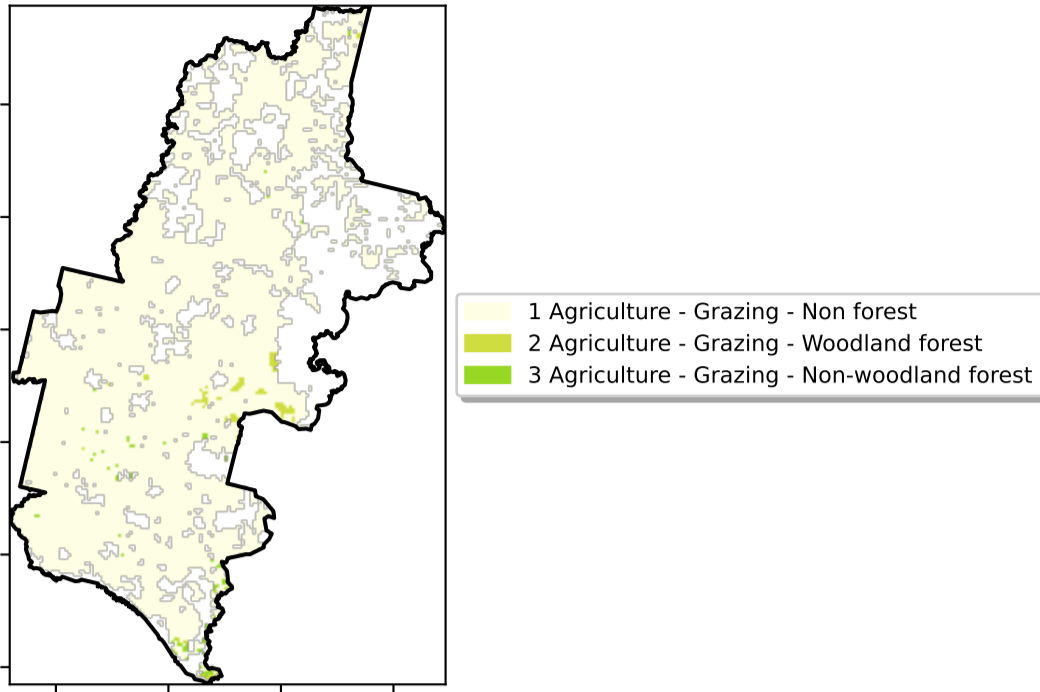 1 Agriculture - Grazing - Non forest
2 Agriculture - Grazing - Woodland forest
3 Agriculture - Grazing - Non-woodland forest